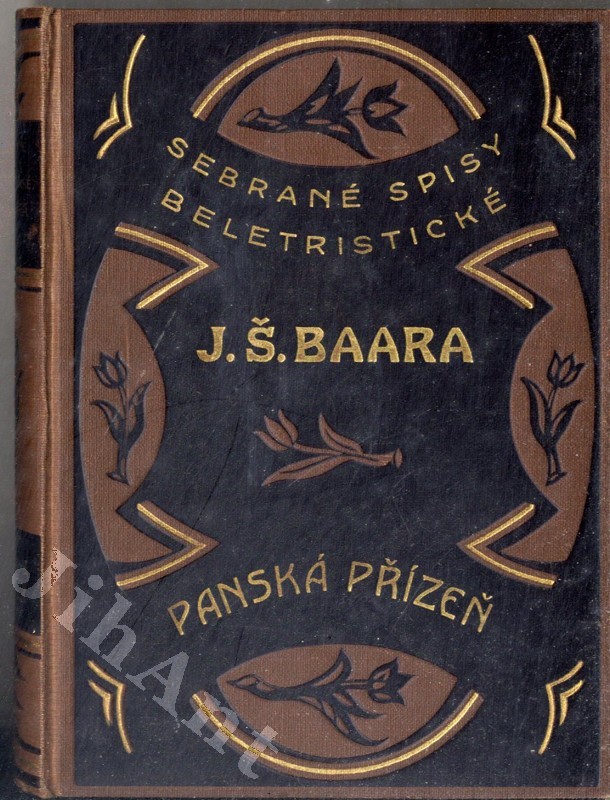 SEBRANÉ SPISY
BELETRISTICKÉ
J. Š. BAARA
PANSKÁ PŘÍZEŇ
JihAnt